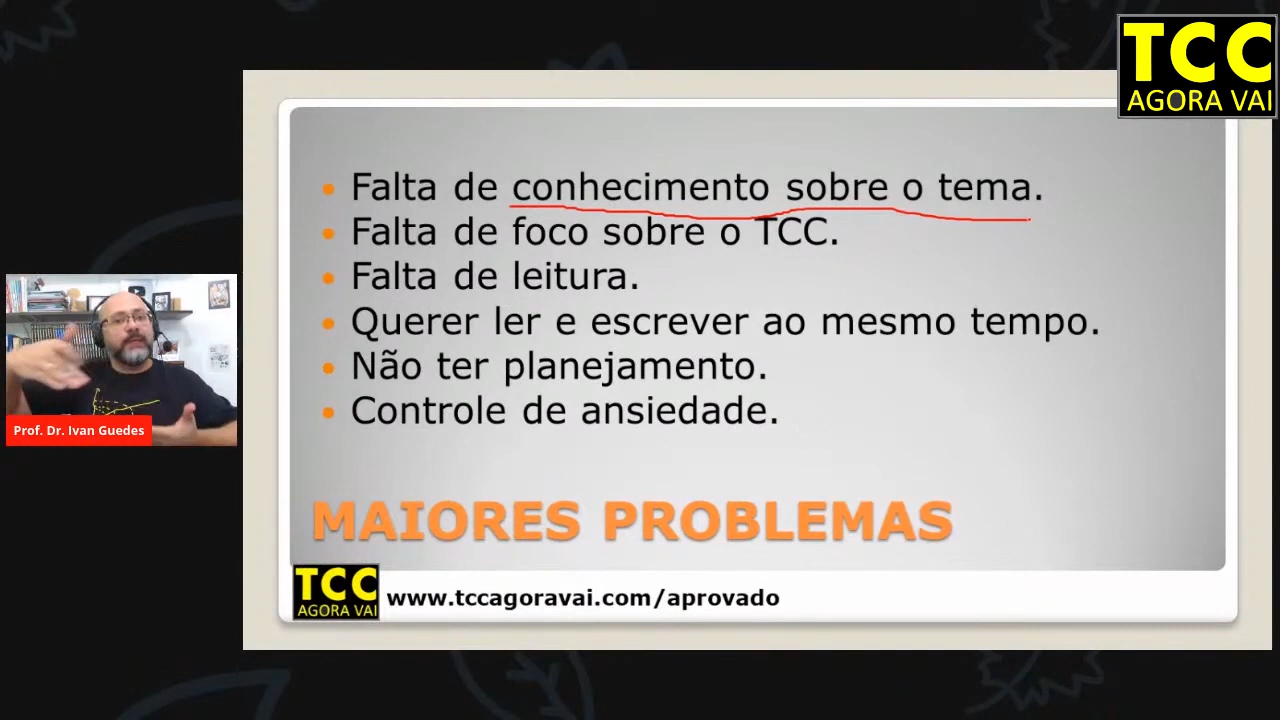 TCC
AGORA VAI
Falta de conhecimento sobre o tema.
Falta de foco sobre o TCC.
Falta de leitura.
Querer ler e escrever ao mesmo tempo.
Não ter planejamento.
Controle de ansiedade.
Prof. Dr. Ivan Guedes
MAIORES PROBLEMAS
TCC
AGORA VAI
www.tccagoravai.com/aprovado